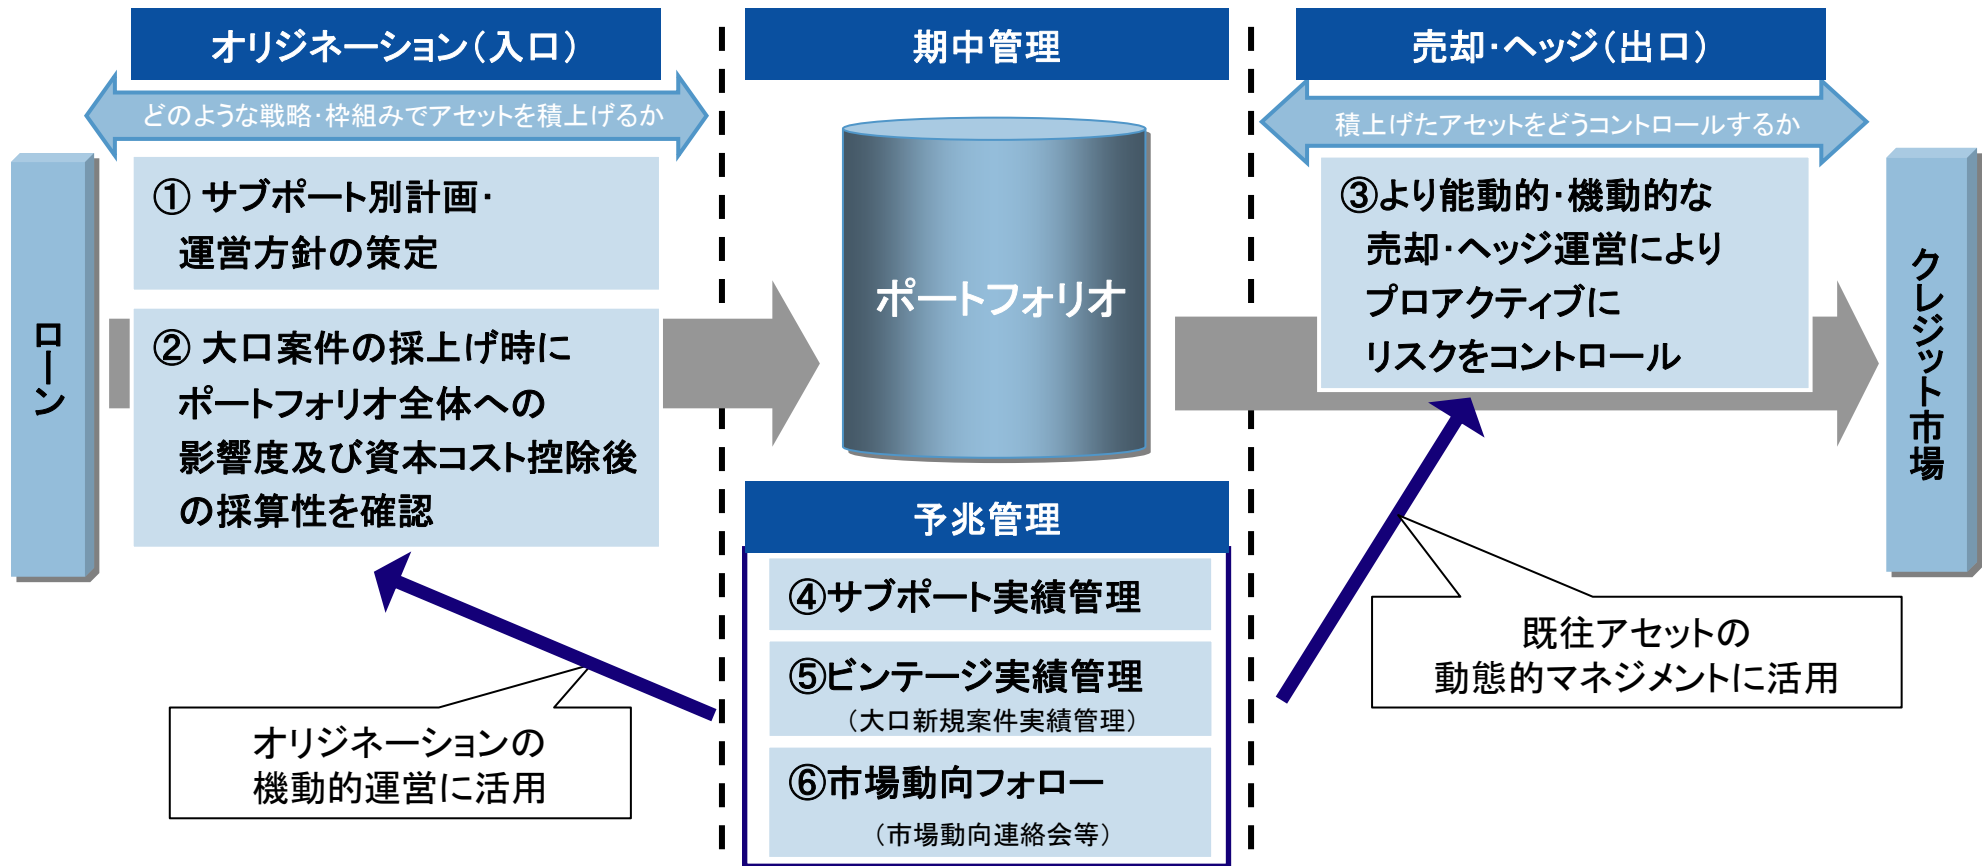 オリジネーション（入口）
どのような戦略・枠組みでアセットを積上げるか
ローン
① サブポート別計画・
運営方針の策定
② 大口案件の採上げ時に
ポートフォリオ全体への
影響度及び資本コスト控除後
の採算性を確認
オリジネーションの
機動的運営に活用
期中管理
ポートフォリオ
予兆管理
④サブポート実績管理
⑤ビンテージ実績管理
（大口新規案件実績管理）
⑥市場動向フォロー
（市場動向連絡会等）
売却・ヘッジ（出口）
積上げたアセットをどうコントロールするか
③より能動的・機動的な
売却・ヘッジ運営により
プロアクティブに
リスクをコントロール
既往アセットの
動態的マネジメントに活用
クレジット市場